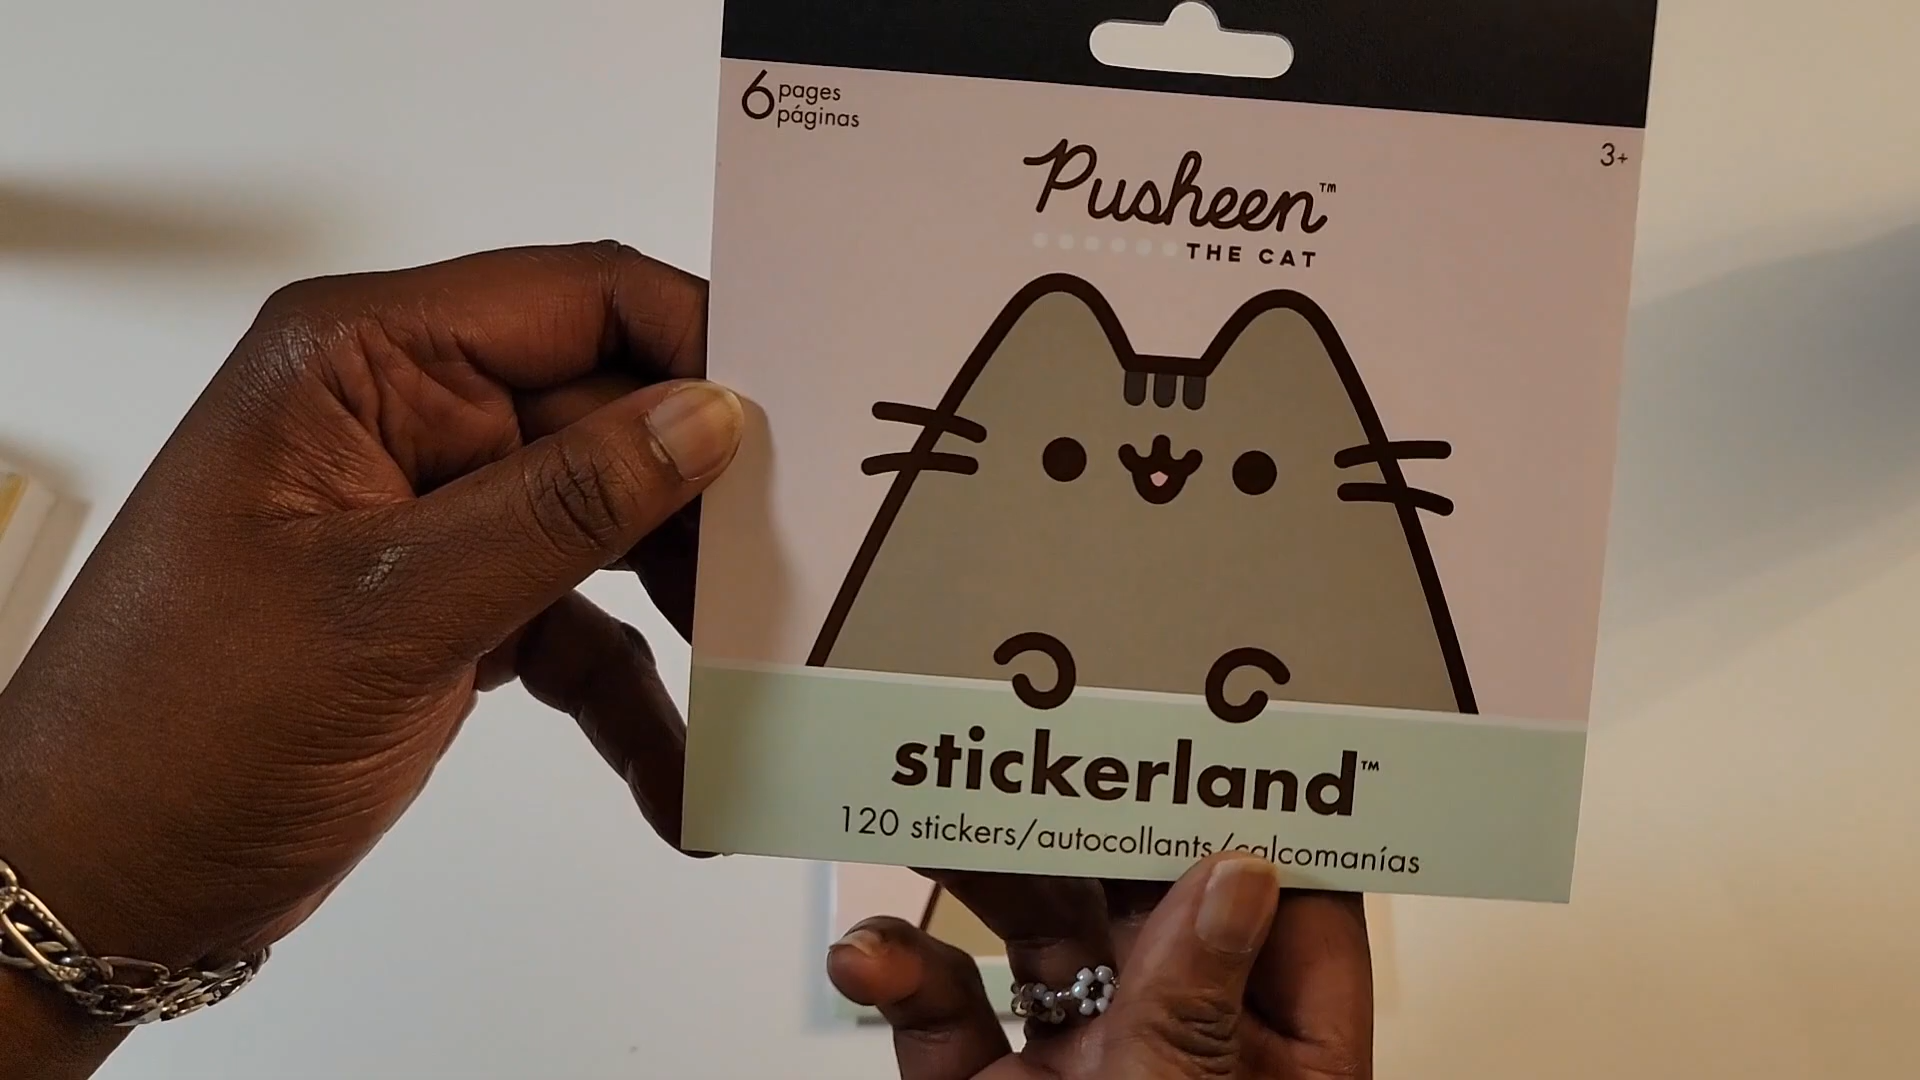 6 pages
páginas
3+
Pusheen™
THE CAT
stickerland™
120 stickers/autocollants/calcomanías